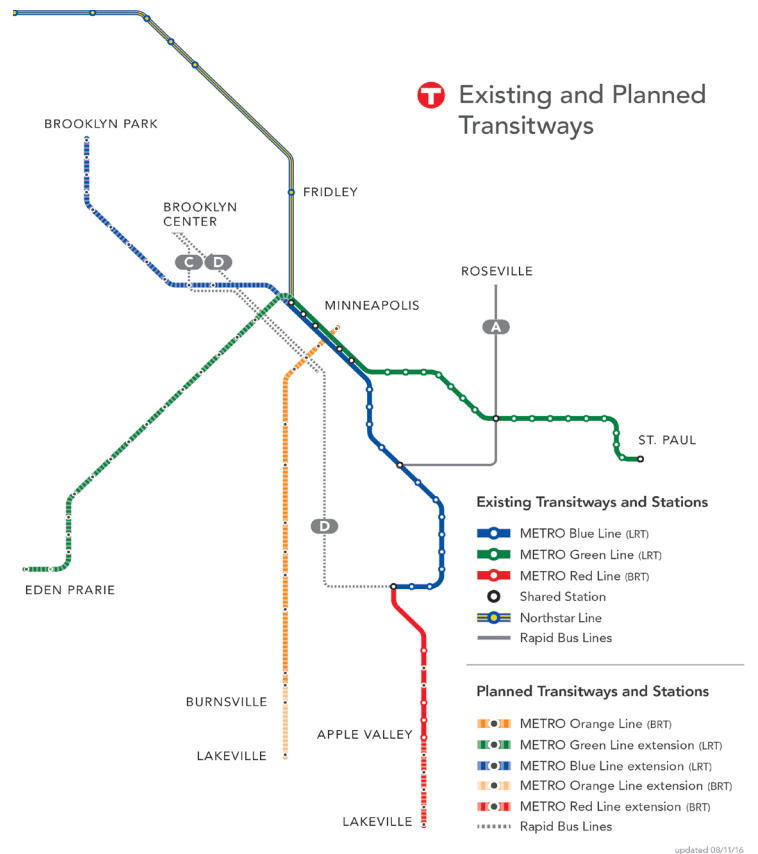 T Existing and Planned
Transitways
BROOKLYN PARK
FRIDLEY
BROOKLYN
CENTER
C D
ROSEVILLE
MINNEAPOLIS
A
ST. PAUL
D
EDEN PRARIE
BURNSVILLE
LAKEVILLE
APPLE VALLEY
LAKEVILLE
Existing Transitways and Stations
METRO Blue Line (LRT)
METRO Green Line (LRT)
METRO Red Line (BRT)
Shared Station
Northstar Line
Rapid Bus Lines
Planned Transitways and Stations
METRO Orange Line (BRT)
METRO Green Line extension (LRT)
METRO Blue Line extension (LRT)
METRO Orange Line extension (BRT)
METRO Red Line extension (BRT)
Rapid Bus Lines
updated 08/11/16